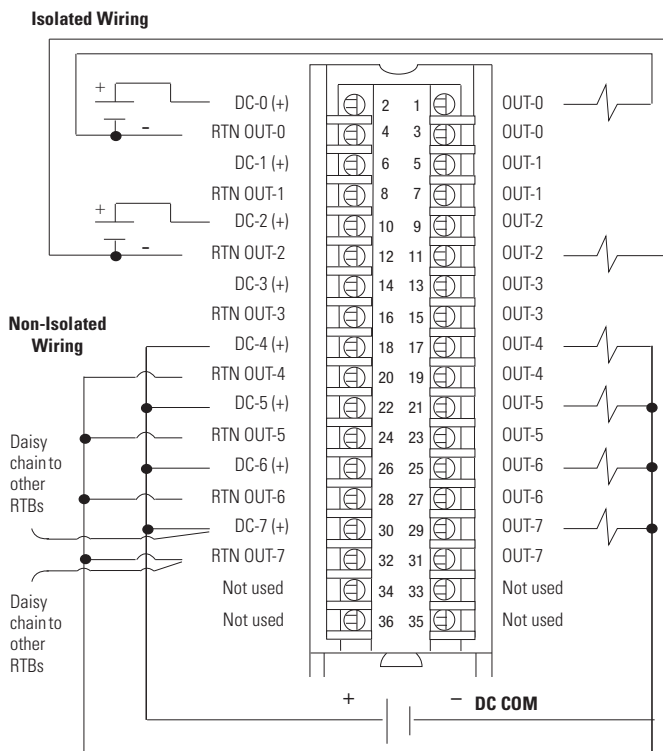 Isolated Wiring
+
-
DC-0 (+) 2 1 OUT-0
RTN OUT-0 4 3 OUT-0
DC-1 (+) 6 5 OUT-1
RTN OUT-1 8 7 OUT-1
+
-
DC-2 (+) 10 9 OUT-2
RTN OUT-2 12 11 OUT-2
DC-3 (+) 14 13 OUT-3
RTN OUT-3 16 15 OUT-3
Non-Isolated
Wiring
DC-4 (+) 18 17 OUT-4
RTN OUT-4 20 19 OUT-4
DC-5 (+) 22 21 OUT-5
RTN OUT-5 24 23 OUT-5
DC-6 (+) 26 25 OUT-6
RTN OUT-6 28 27 OUT-6
DC-7 (+) 30 29 OUT-7
RTN OUT-7 32 31 OUT-7
Not used 34 33 Not used
Not used 36 35 Not used
Daisy
chain to
other
RTBs
Daisy
chain to
other
RTBs
+ – DC COM